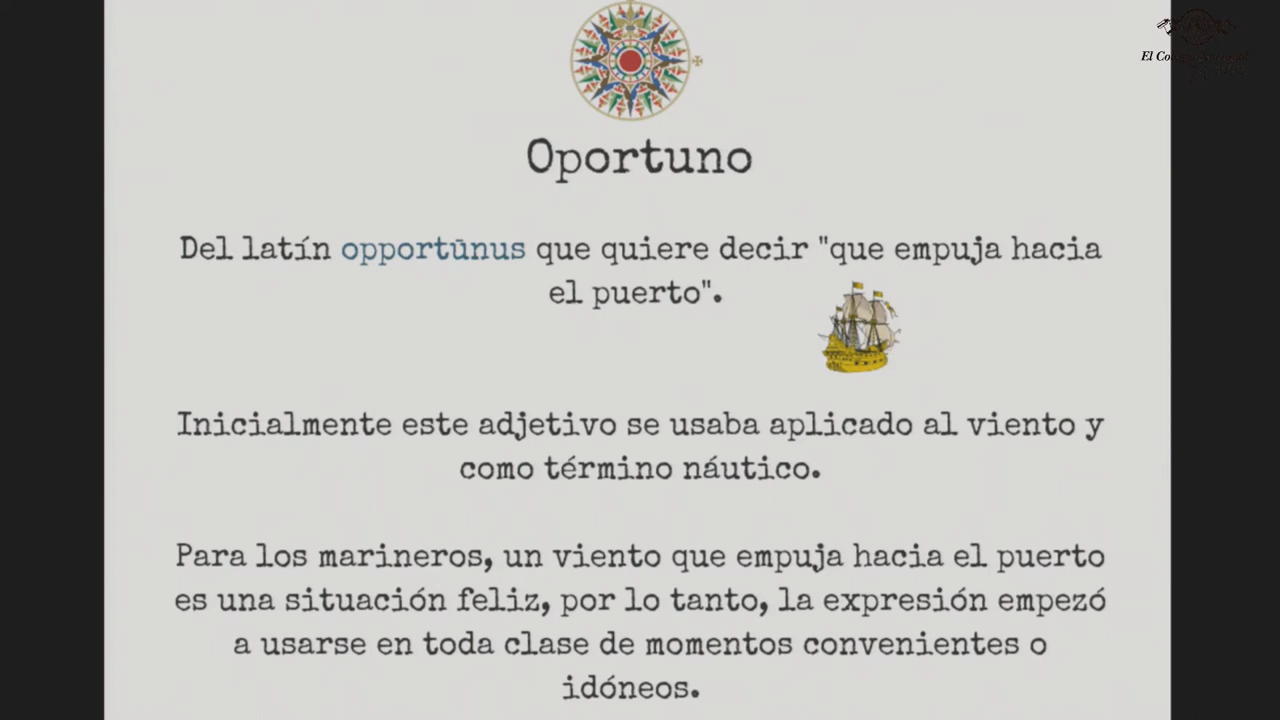 El
Oportuno
Del latín opportūnus que quiere decir "que empuja hacia
el puerto".
Inicialmente este adjetivo se usaba aplicado al viento y
como término náutico.
Para los marineros, un viento que empuja hacia el puerto
es una situación feliz, por lo tanto, la expresión empezó
a usarse en toda clase de momentos convenientes o
idóneos.